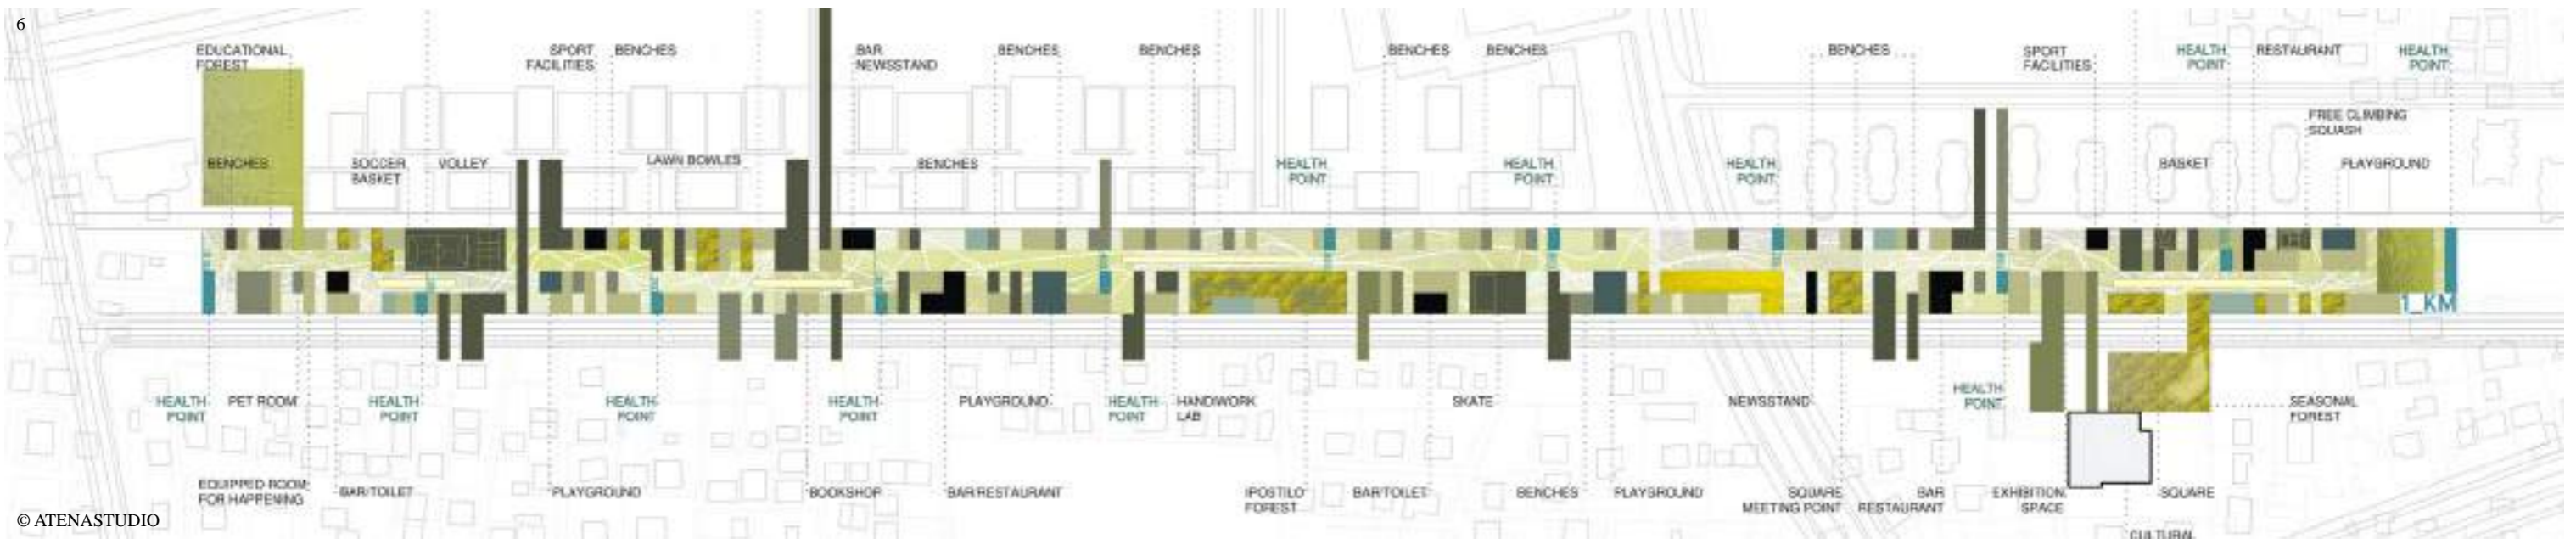 6
EDUCATIONAL
FOREST
SPORT
FACILITIES
BENCHES
BAR
NEWSSTAND
BENCHES
BENCHES
BENCHES
BENCHES
BENCHES
SPORT
FACILITIES
HEALTH
POINT
RESTAURANT
HEALTH
POINT
FREE CLIMBING
SQUASH
BENCHES
SOCCER
BASKET
VOLLEY
LAWN BOWLES
BENCHES
HEALTH
POINT
HEALTH
POINT
HEALTH
POINT
BASKET
PLAYGROUND
1_KM
HEALTH
POINT
PET ROOM
HEALTH
POINT
HEALTH
POINT
HEALTH
POINT
PLAYGROUND
HEALTH
POINT
HANDIWORK
LAB
SKATE
NEWSSTAND
HEALTH
POINT
SEASONAL
FOREST
EQUIPPED ROOM
FOR HAPPENING
BAR/TOILET
PLAYGROUND
BOOKSHOP
BAR/RESTAURANT
IPOSTILO
FOREST
BAR/TOILET
BENCHES
PLAYGROUND
SQUARE
MEETING POINT
BAR
RESTAURANT
EXHIBITION
SPACE
SQUARE
CULTURAL
© ATENASTUDIO